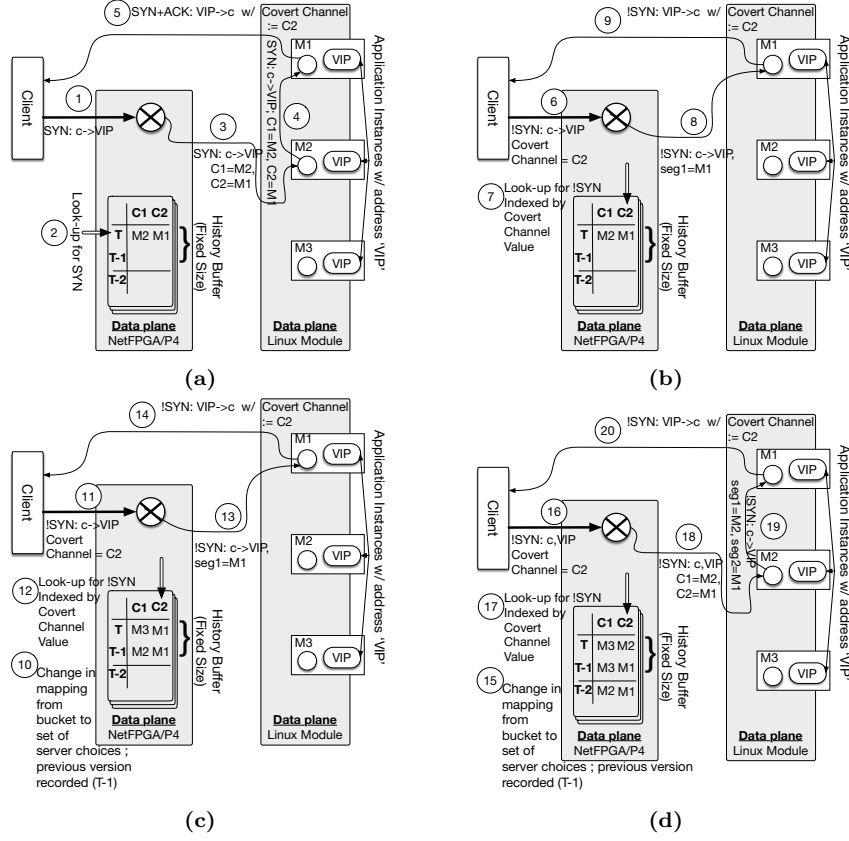 5
SYN+ACK: VIP->c w/
Covert Channel
:= C2
M1
VIP
Client
1
SYN: c->VIP
3
SYN: c->VIP,
C1=M2,
C2=M1
SYN: c->VIP; C1=M2, C2=M1
4
M2
VIP
M3
VIP
Application Instances w/ address 'VIP'
2
Look-up
for SYN
C1 C2
T M2 M1
T-1
T-2
}
History Buffer
(Fixed Size)
Data plane
NetFPGA/P4
Data plane
Linux Module
(a)
9
!SYN: VIP->c w/
Covert Channel
:= C2
M1
VIP
Client
6
!SYN: c->VIP
Covert
Channel = C2
8
!SYN: c->VIP,
seg1=M1
M2
VIP
M3
VIP
Application Instances w/ address 'VIP'
7
Look-up for !SYN
Indexed by
Covert
Channel
Value
C1 C2
T M2 M1
T-1
T-2
}
History Buffer
(Fixed Size)
Data plane
NetFPGA/P4
Data plane
Linux Module
(b)
14
!SYN: VIP->c w/
Covert Channel
:= C2
M1
VIP
Client
11
!SYN: c->VIP
Covert
Channel = C2
13
!SYN: c->VIP,
seg1=M1
M2
VIP
M3
VIP
Application Instances w/ address 'VIP'
12
Look-up for !SYN
Indexed by
Covert
Channel
Value
C1 C2
T M3 M1
T-1 M2 M1
T-2
}
History Buffer
(Fixed Size)
10
Change in
mapping
from
bucket to
set of
server choices ;
previous version
recorded (T-1)
Data plane
NetFPGA/P4
Data plane
Linux Module
(c)
20
!SYN: VIP->c w/
Covert Channel
:= C2
M1
VIP
Client
16
!SYN: c,VIP
Covert
Channel = C2
18
!SYN: c,VIP
C1=M2,
C2=M1
!SYN: c->VIP
seg1=M2, seg2=M1
19
M2
VIP
M3
VIP
Application Instances w/ address 'VIP'
17
Look-up for !SYN
Indexed by
Covert
Channel
Value
C1 C2
T M3 M2
T-1 M3 M1
T-2 M2 M1
}
History Buffer
(Fixed Size)
15
Change in
mapping
from
bucket to
set of
server choices ; previous version
recorded (T-1)
Data plane
NetFPGA/P4
Data plane
Linux Module
(d)